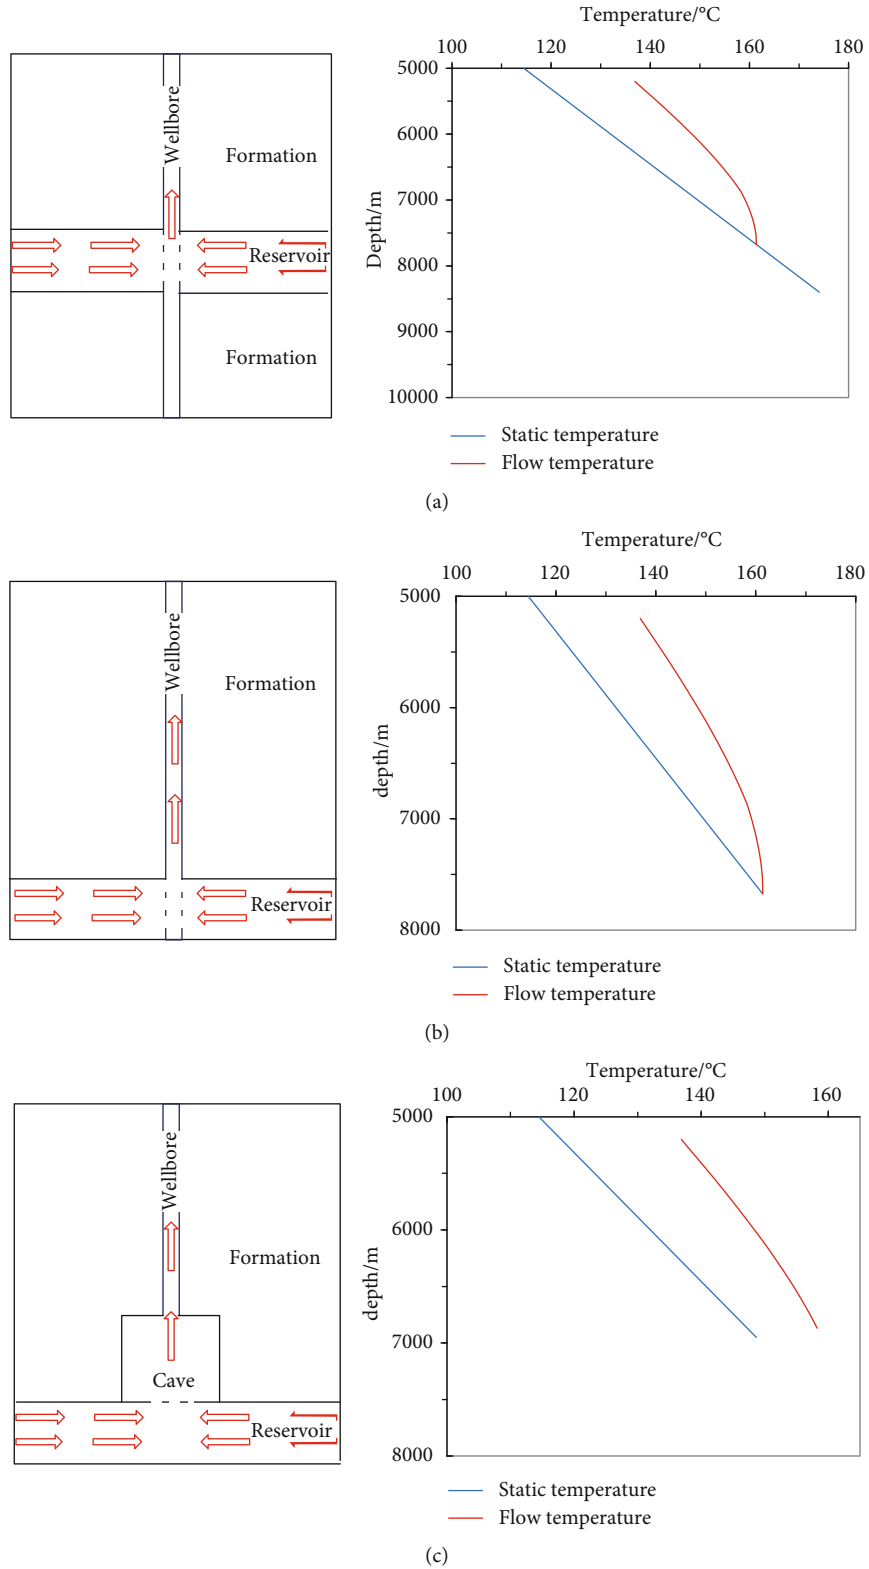 Wellbore
Formation
Reservoir
Formation
Temperature/°C
100 120 140 160 180
5000
6000
7000
8000
9000
10000
Depth/m
Static temperature
Flow temperature
(a)
Wellbore
Formation
Reservoir
Temperature/°C
100 120 140 160 180
5000
6000
7000
8000
depth/m
Static temperature
Flow temperature
(b)
Wellbore
Formation
Cave
Reservoir
Temperature/°C
100 120 140 160
5000
6000
7000
8000
depth/m
Static temperature
Flow temperature
(c)